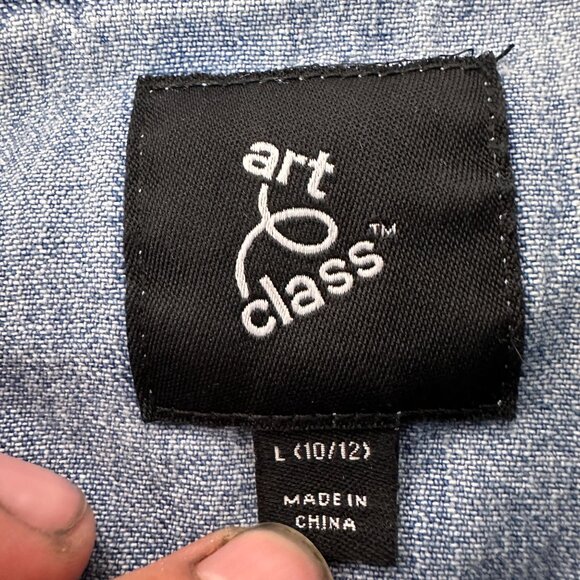 art
class™
L (10/12)
MADE IN
CHINA